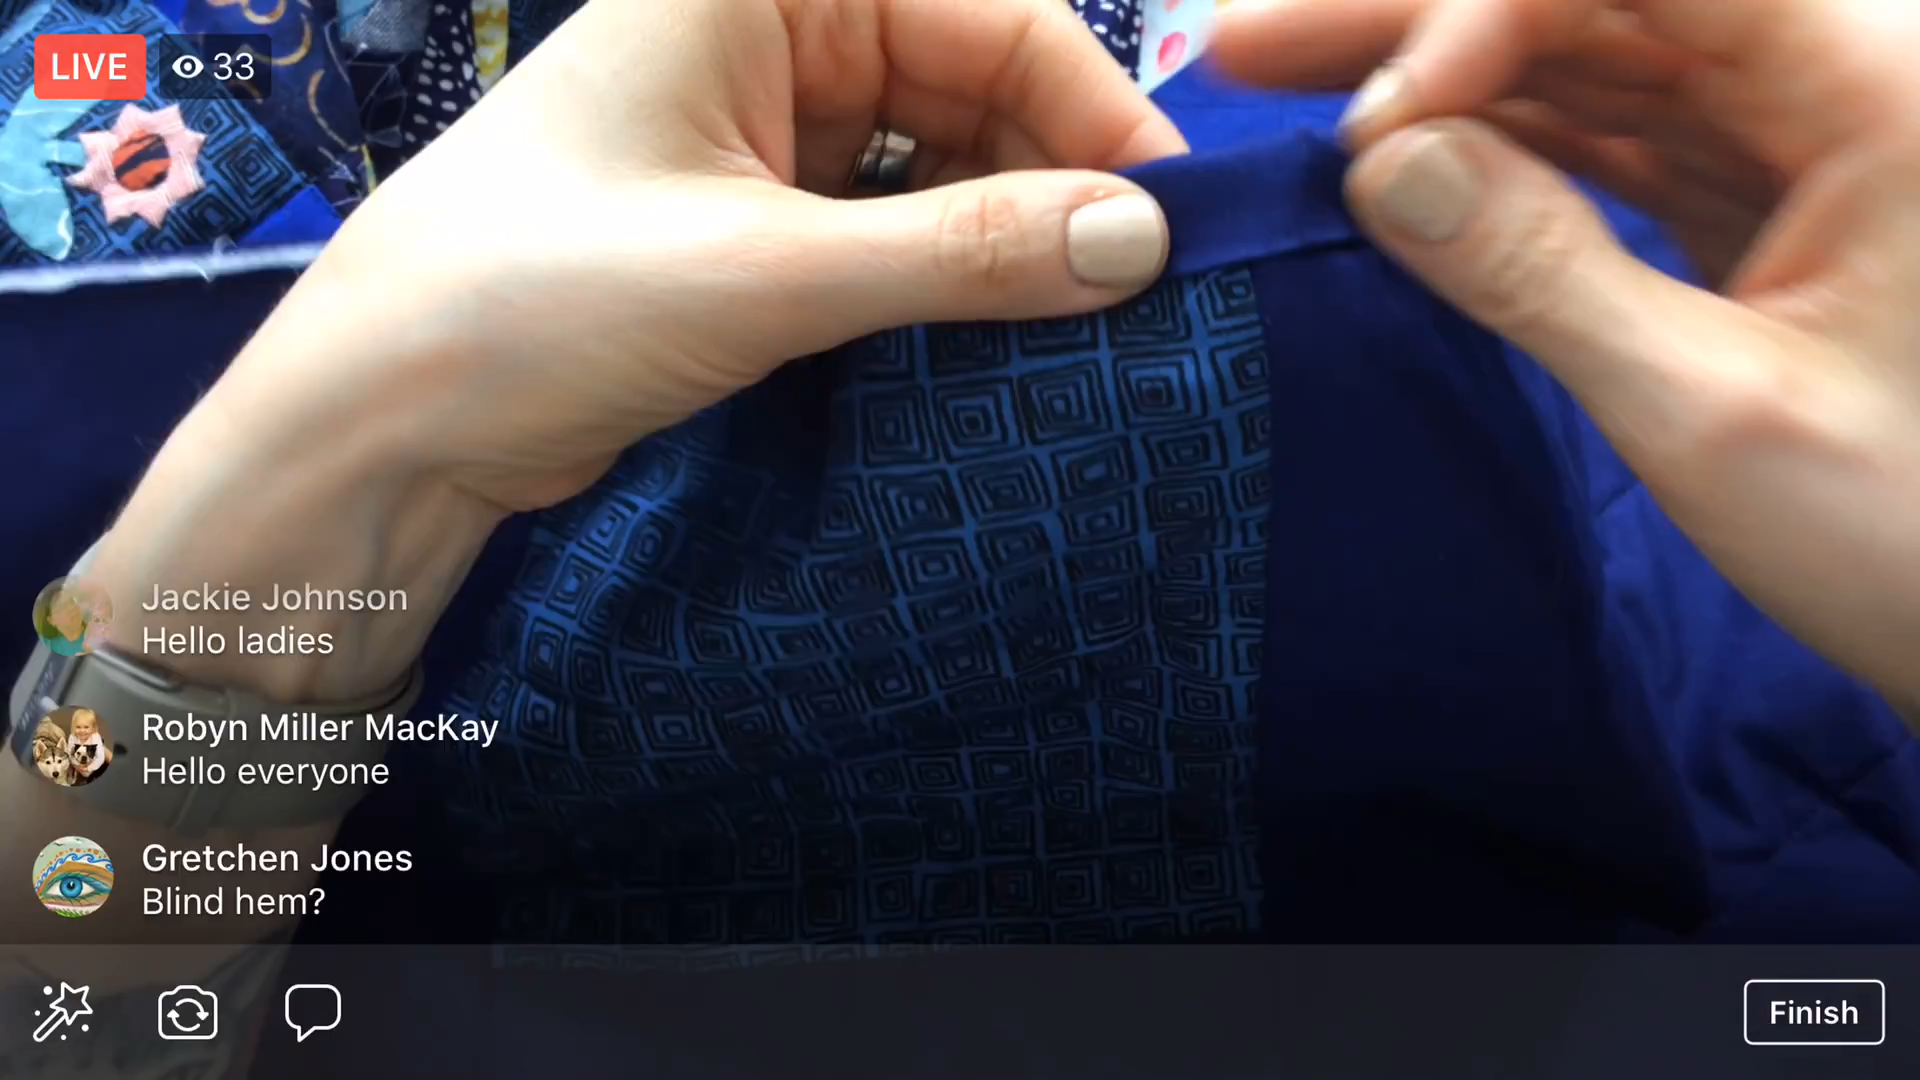 LIVE 33
Jackie Johnson
Hello ladies
Robyn Miller MacKay
Hello everyone
Gretchen Jones
Blind hem?
Finish